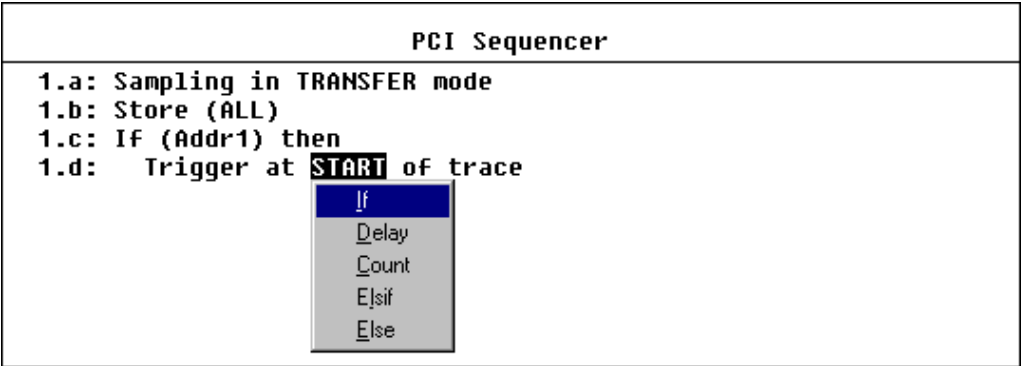 PCI Sequencer
1.a: Sampling in TRANSFER mode
1.b: Store (ALL)
1.c: If (Addr1) then
1.d: Trigger at START of trace
If
Delay
Count
Elsif
Else